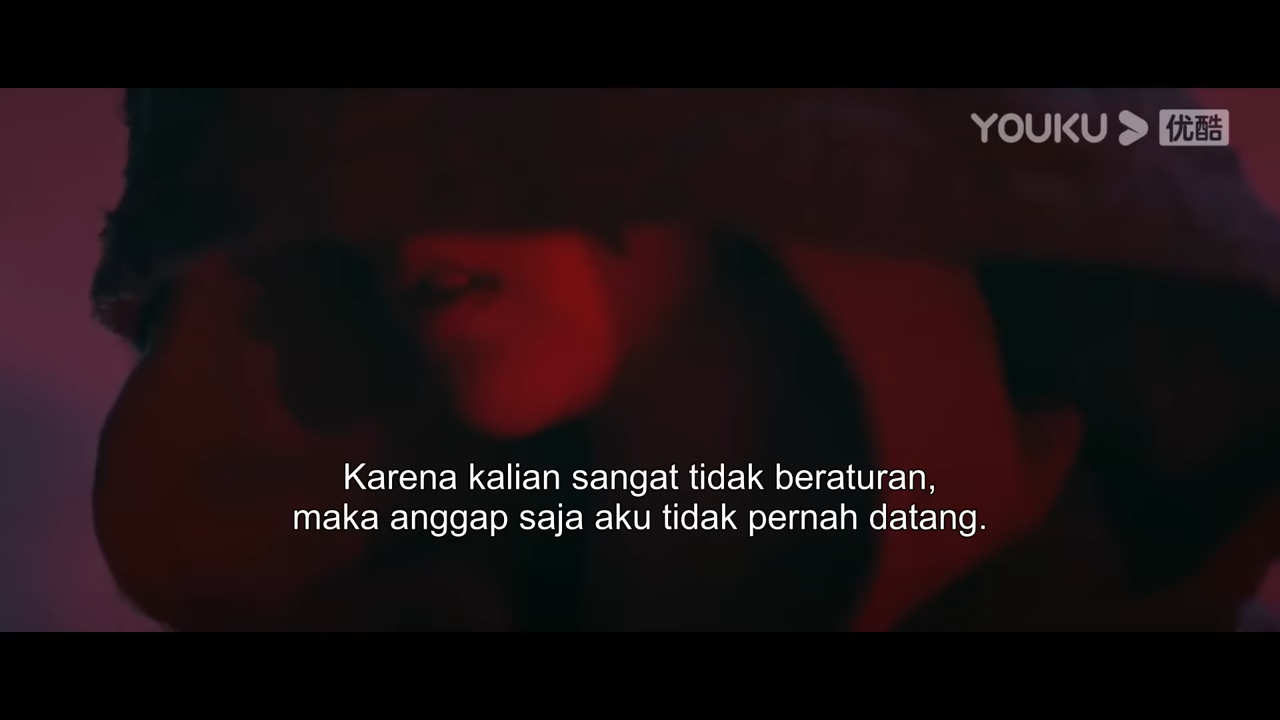 YOUKU 优酷
Karena kalian sangat tidak beraturan,
maka anggap saja aku tidak pernah datang.